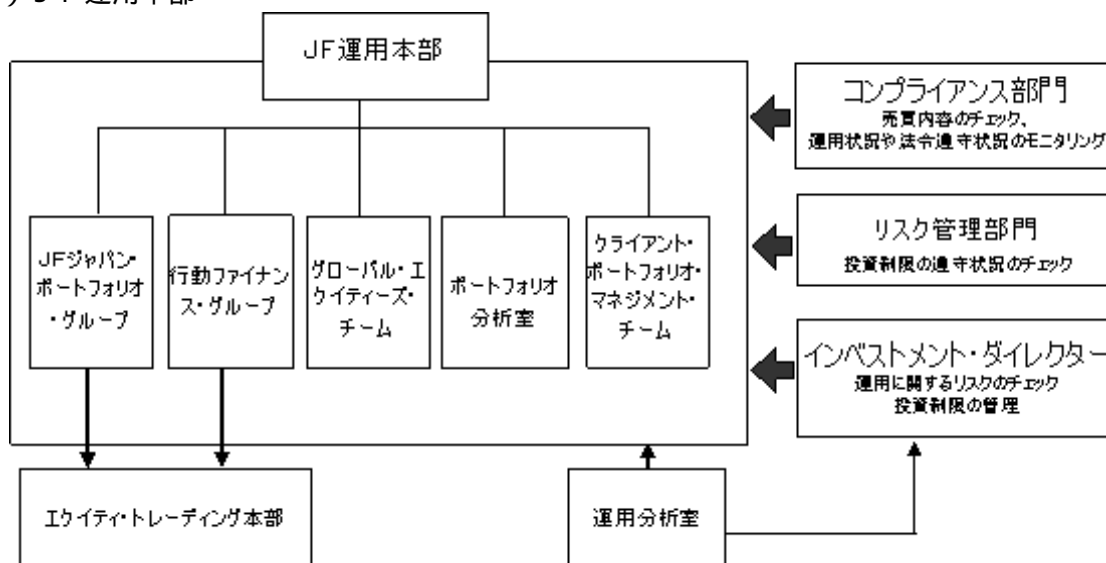 JF運用本部
コンプライアンス部門
売買内容のチェック、
運用状況や法令遵守状況のモニタリング
リスク管理部門
投資制限の遵守状況のチェック
インベストメント・ダイレクター
運用に関するリスクのチェック
投資制限の管理
JFジャパン・
ポートフォリオ
・グループ
行動ファイナン
ス・グループ
グローバル・エ
クイティーズ・
チーム
ポートフォリオ
分析室
クライアント・
ポートフォリオ・
マネジメント・
チーム
エクイティ・トレーディング本部
運用分析室